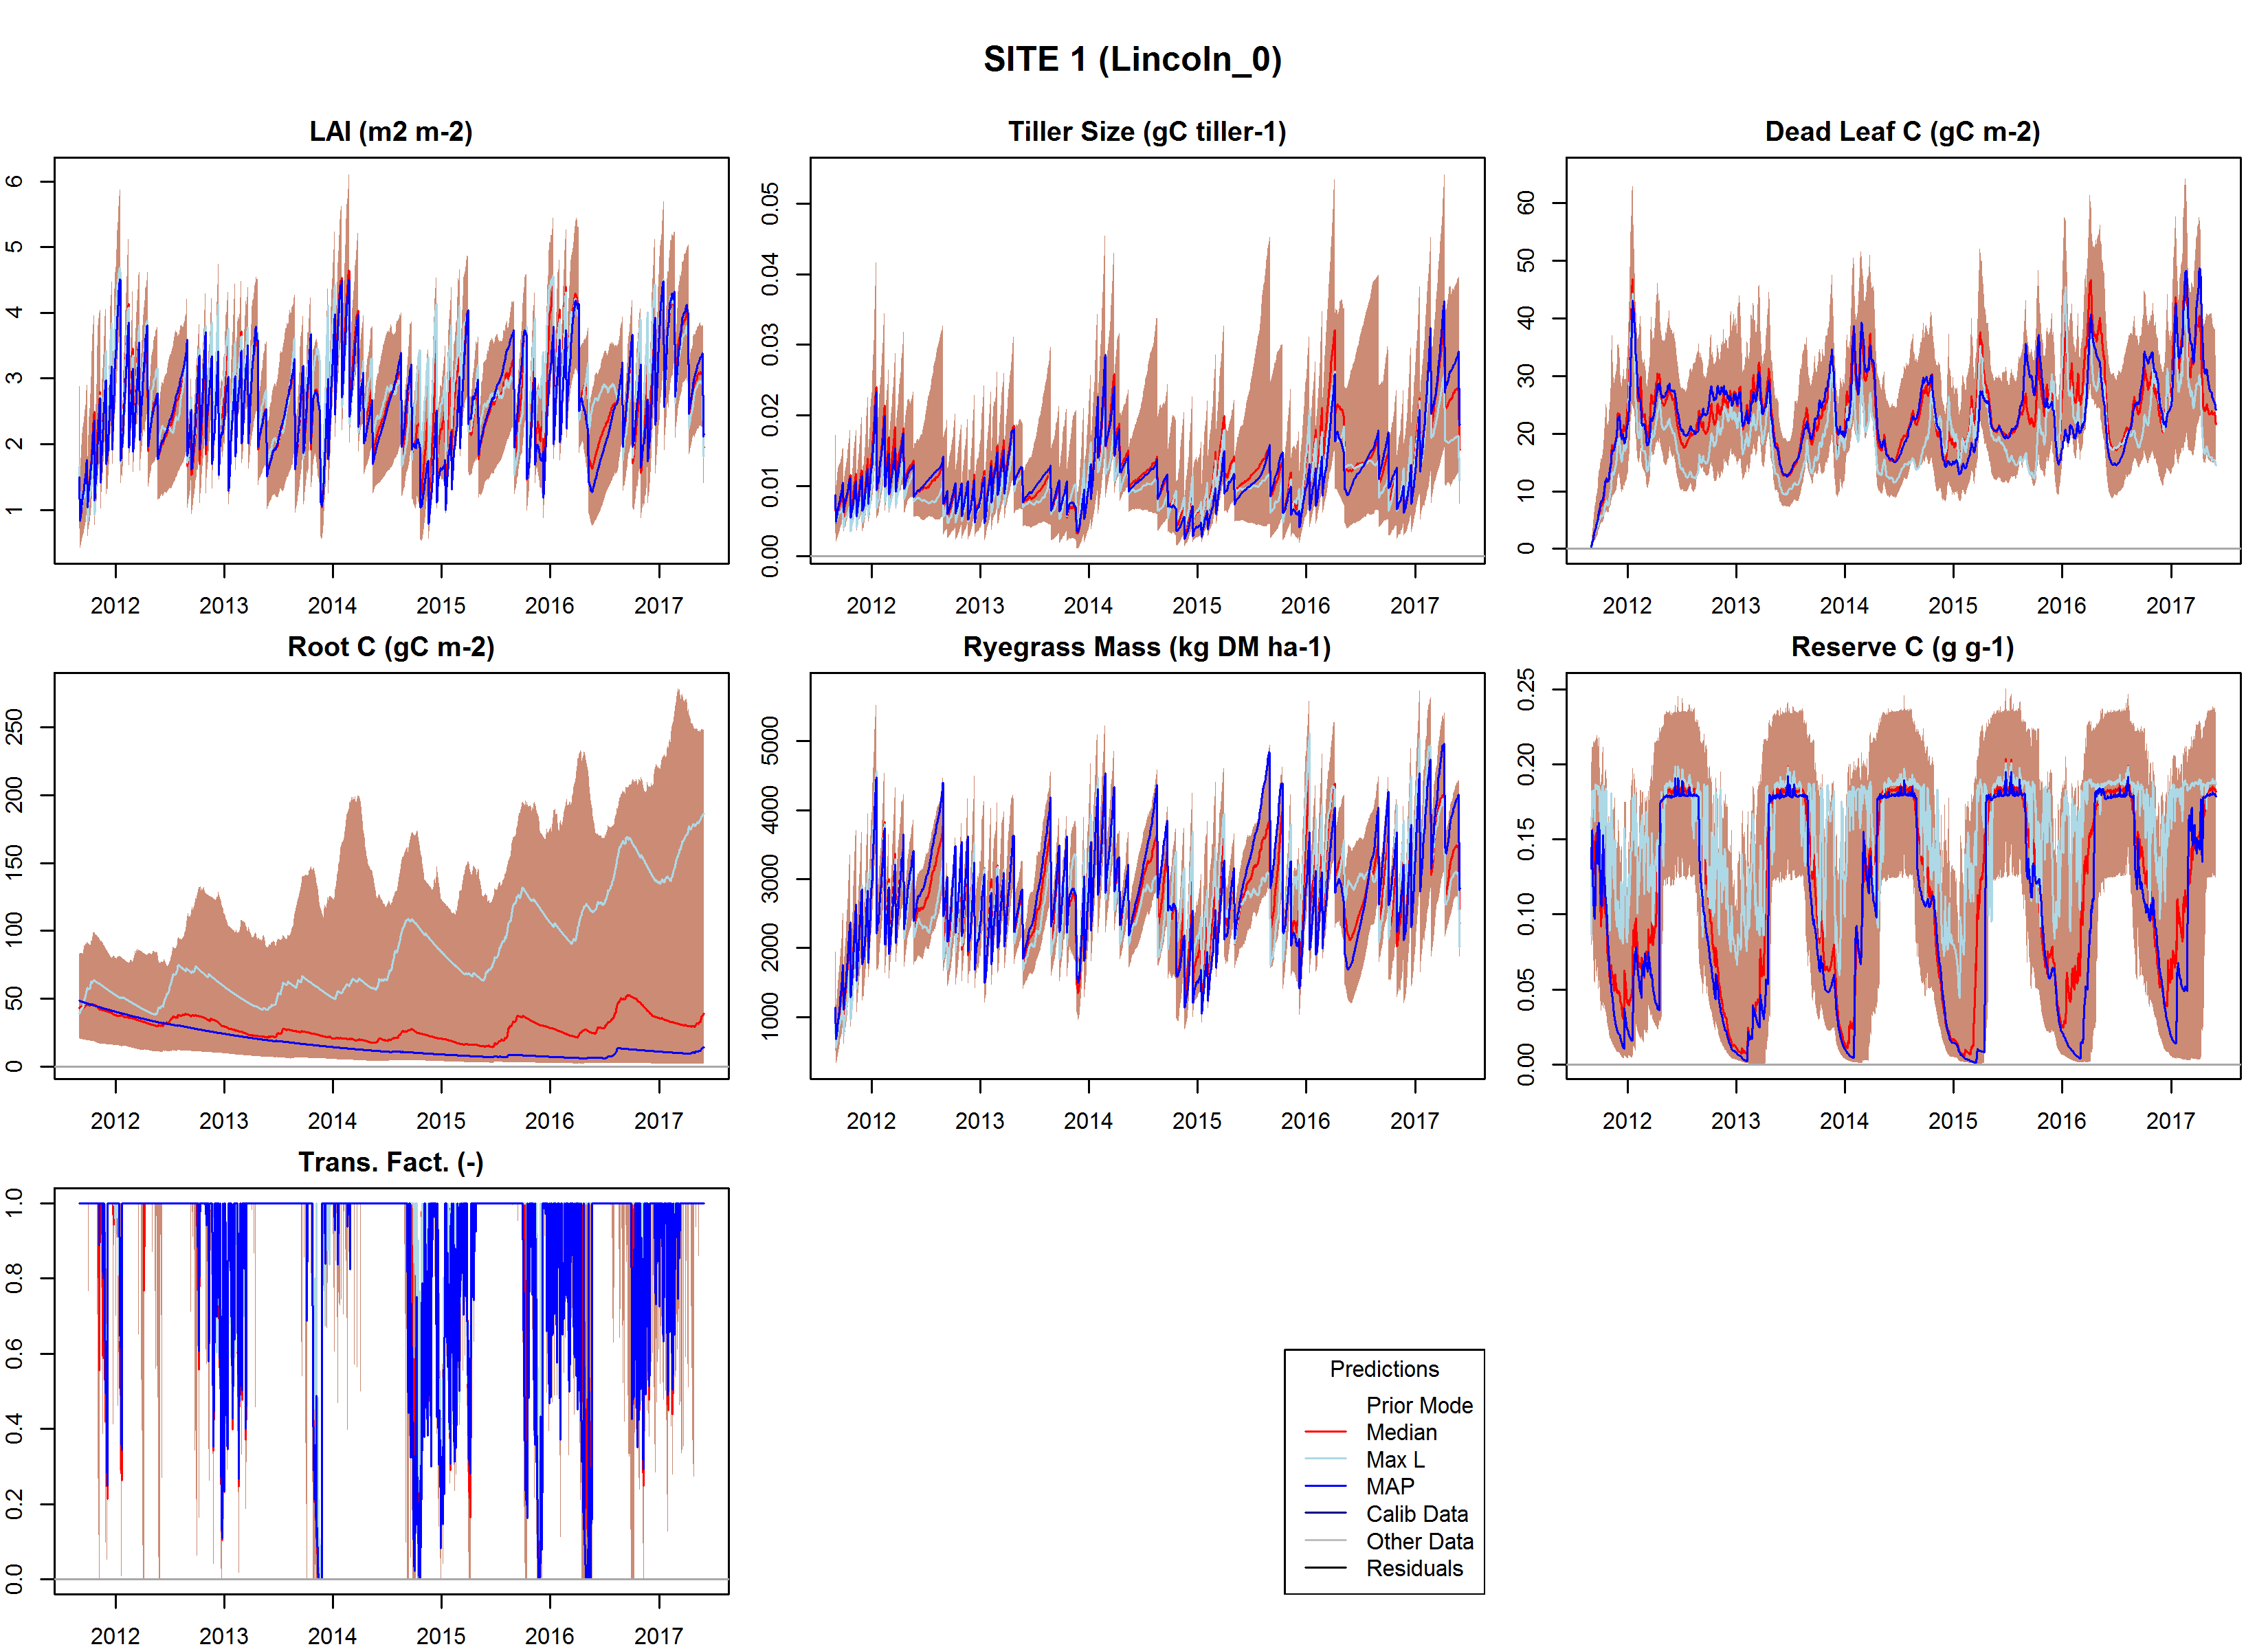 SITE 1 (Lincoln_0)
LAI (m2 m-2)
6
5
4
3
2
1
2012 2013 2014 2015 2016 2017
Tiller Size (gC tiller-1)
0.05
0.04
0.03
0.02
0.01
0.00
2012 2013 2014 2015 2016 2017
Dead Leaf C (gC m-2)
60
50
40
30
20
10
0
2012 2013 2014 2015 2016 2017
Root C (gC m-2)
250
200
150
100
50
0
2012 2013 2014 2015 2016 2017
Ryegrass Mass (kg DM ha-1)
5000
4000
3000
2000
1000
2012 2013 2014 2015 2016 2017
Reserve C (g g-1)
0.25
0.20
0.15
0.10
0.05
0.00
2012 2013 2014 2015 2016 2017
Trans. Fact. (-)
1.0
0.8
0.6
0.4
0.2
0.0
2012 2013 2014 2015 2016 2017
Predictions
Prior Mode
Median
Max L
MAP
Calib Data
Other Data
Residuals